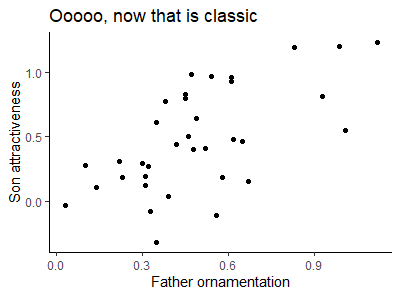 Ooooo, now that is classic
Son attractiveness
1.0
0.5
0.0
0.0
0.3
0.6
0.9
Father ornamentation